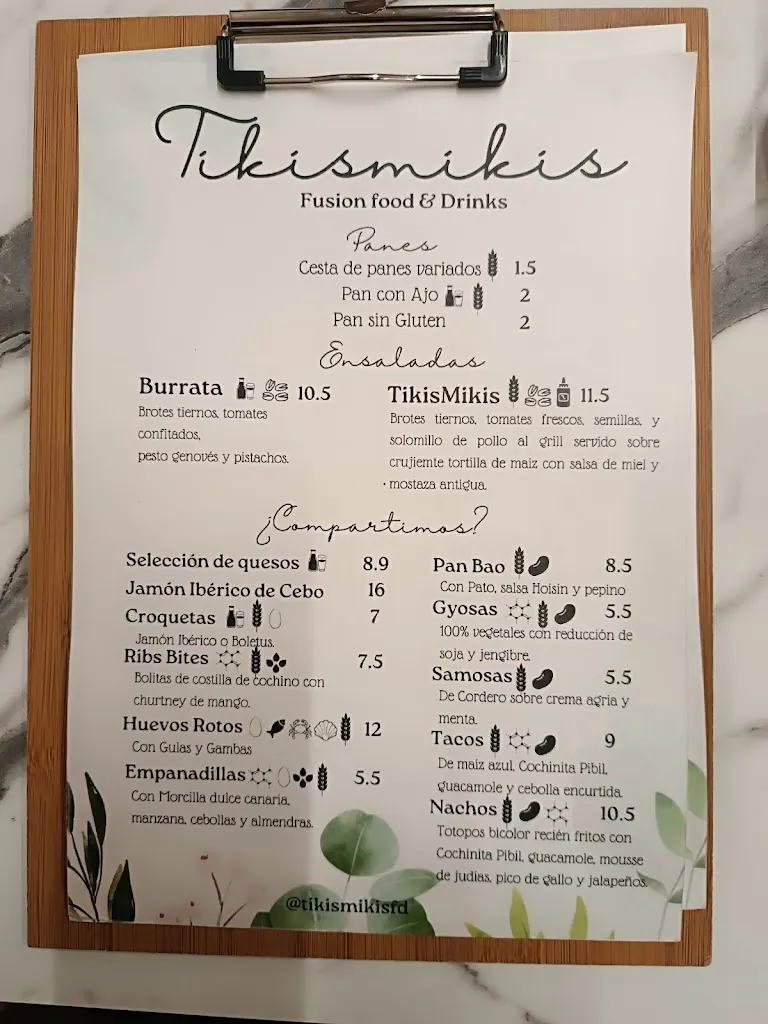 Tikismikis
Fusion food & Drinks
Panes
Cesta de panes variados 1.5
Pan con Ajo 2
Pan sin Gluten 2
Ensaladas
Burrata 10.5
Brotes tiernos, tomates
confitados,
pesto genovés y pistachos.
TikisMikis 11.5
Brotes tiernos, tomates frescos, semillas, y
solomillo de pollo al grill servido sobre
crujiente tortilla de maiz con salsa de miel y
mostaza antigua.
¿Compartimos?
Selección de quesos 8.9
Jamón Ibérico de Cebo 16
Croquetas 7
Jamón Ibérico o Boletus.
Ribs Bites 7.5
Bolitas de costilla de cochino con
churtney de mango.
Huevos Rotos 12
Con Gulas y Gambas
Empanadillas 5.5
Con Morcilla dulce canaria,
manzana, cebollas y almendras.
Pan Bao 8.5
Con Pato, salsa Hoisin y pepino
Gyosas 5.5
100% vegetales con reducción de
soja y jengibre.
Samosas 5.5
De Cordero sobre crema agria y
menta.
Tacos 9
De maiz azul, Cochinita Pibil,
guacamole y cebolla encurtida.
Nachos 10.5
Totopos bicolor recién fritos con
Cochinita Pibil, guacamole, mousse
de judias, pico de gallo y jalapeños.
@tikismikisfd